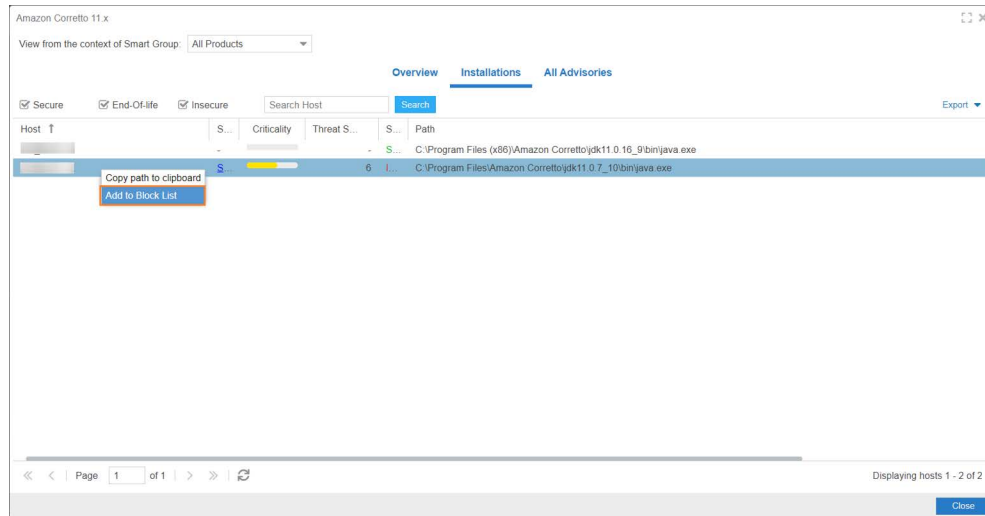 Amazon Corretto 11.x
View from the context of Smart Group: All Products
Overview Installations All Advisories
Secure End-Of-life Insecure Search Host Search Export
Host S... Criticality Threat S... S... Path
- - S... C:\Program Files (x86)\Amazon Corretto\jdk11.0.16_9\bin\java.exe
S... 6 I... C:\Program Files\Amazon Corretto\jdk11.0.7_10\bin\java.exe
Copy path to clipboard
Add to Block List
Page 1 of 1 Displaying hosts 1 - 2 of 2
Close